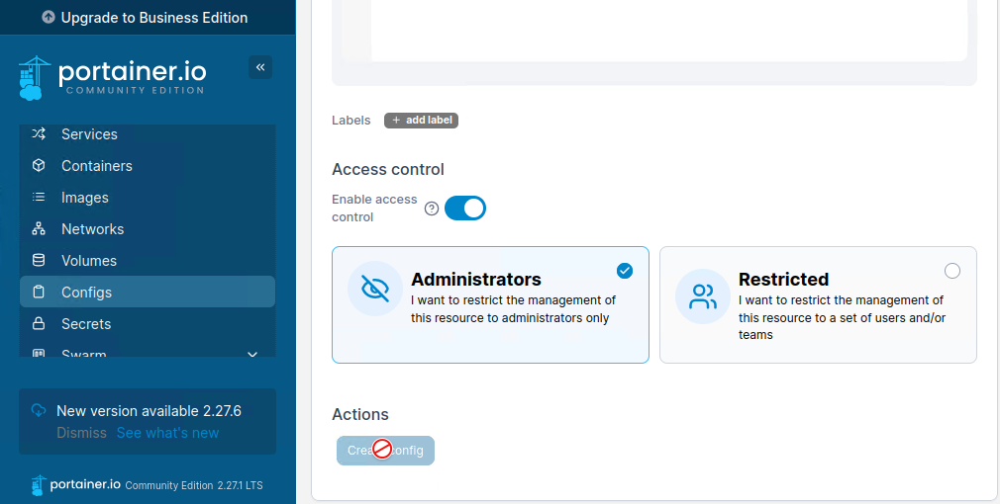 Upgrade to Business Edition
portainer.io
COMMUNITY EDITION
Services
Containers
Images
Networks
Volumes
Configs
Secrets
Swarm
New version available 2.27.6
Dismiss See what's new
portainer.io Community Edition 2.27.1 LTS
Labels + add label
Access control
Enable access
control
Administrators
I want to restrict the management of
this resource to administrators only
Restricted
I want to restrict the management of
this resource to a set of users and/or
teams
Actions
Create config